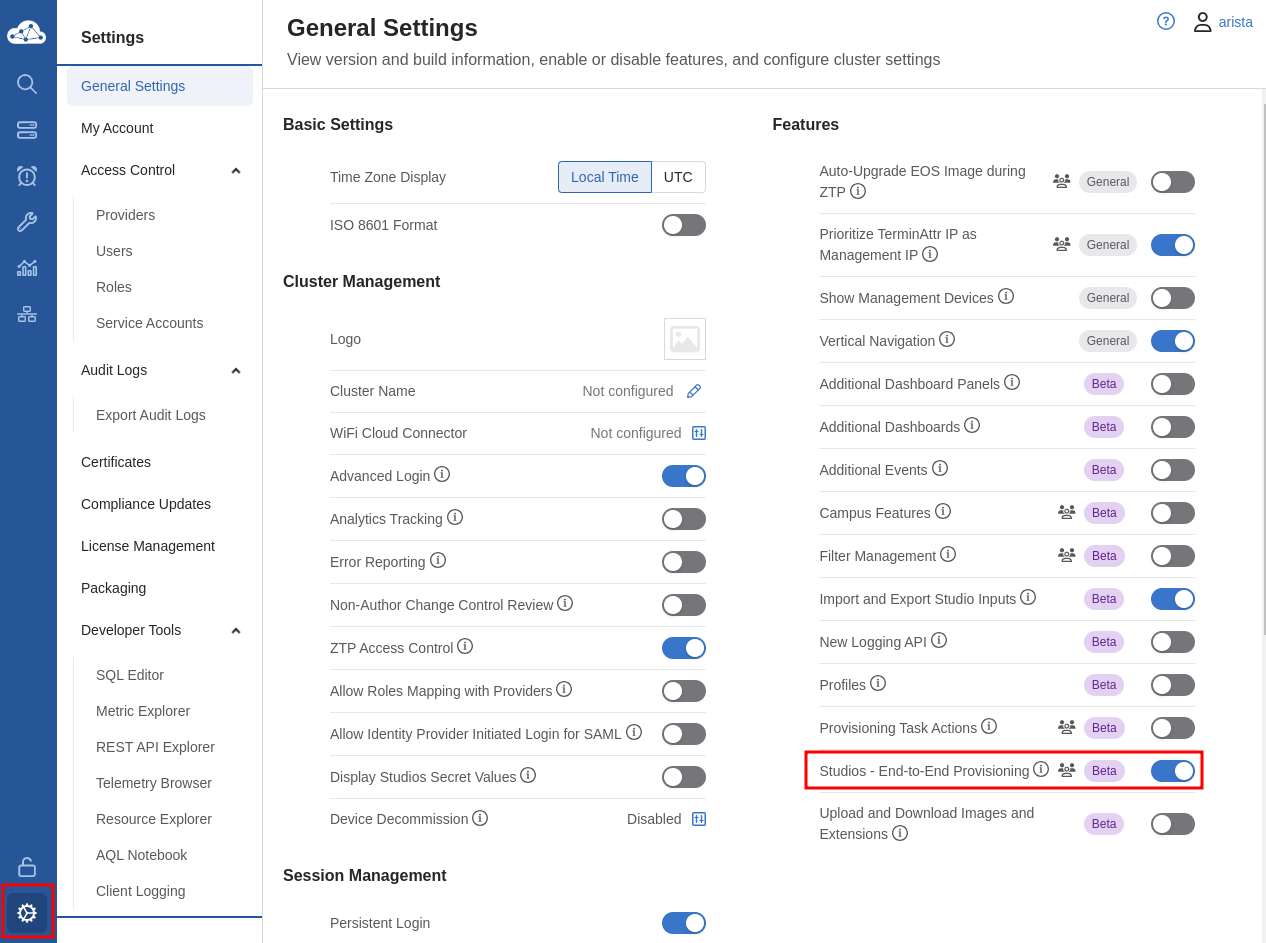 Settings
General Settings
My Account
Access Control
Providers
Users
Roles
Service Accounts
Audit Logs
Export Audit Logs
Certificates
Compliance Updates
License Management
Packaging
Developer Tools
SQL Editor
Metric Explorer
REST API Explorer
Telemetry Browser
Resource Explorer
AQL Notebook
Client Logging
General Settings
View version and build information, enable or disable features, and configure cluster settings
? arista
Basic Settings
Time Zone Display Local Time UTC
ISO 8601 Format
Cluster Management
Logo
Cluster Name Not configured
WiFi Cloud Connector Not configured
Advanced Login
Analytics Tracking
Error Reporting
Non-Author Change Control Review
ZTP Access Control
Allow Roles Mapping with Providers
Allow Identity Provider Initiated Login for SAML
Display Studios Secret Values
Device Decommission Disabled
Session Management
Persistent Login
Features
Auto-Upgrade EOS Image during
ZTP General
Prioritize TerminAttr IP as
Management IP General
Show Management Devices General
Vertical Navigation General
Additional Dashboard Panels Beta
Additional Dashboards Beta
Additional Events Beta
Campus Features Beta
Filter Management Beta
Import and Export Studio Inputs Beta
New Logging API Beta
Profiles Beta
Provisioning Task Actions Beta
Studios - End-to-End Provisioning Beta
Upload and Download Images and
Extensions Beta